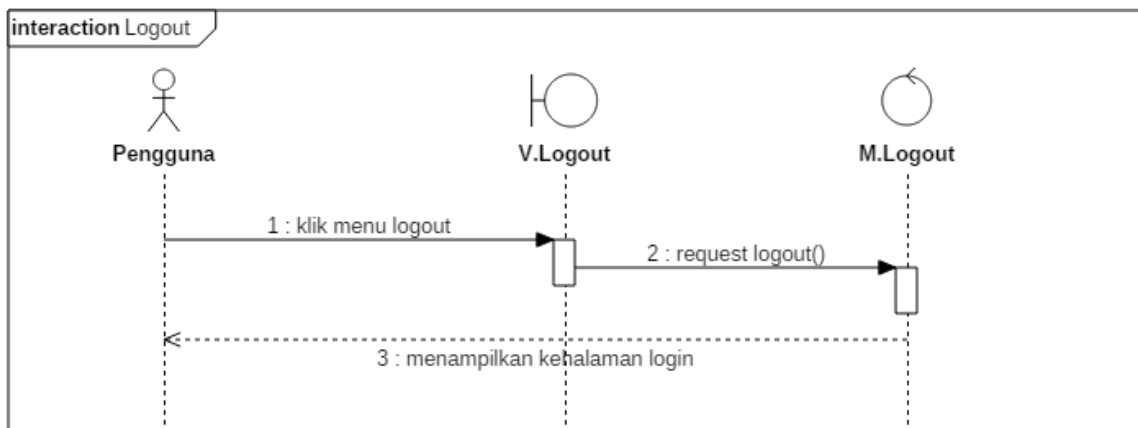 interaction Logout
Pengguna
V.Logout
M.Logout
1 : klik menu logout
2 : request logout()
3 : menampilkan kehalaman login